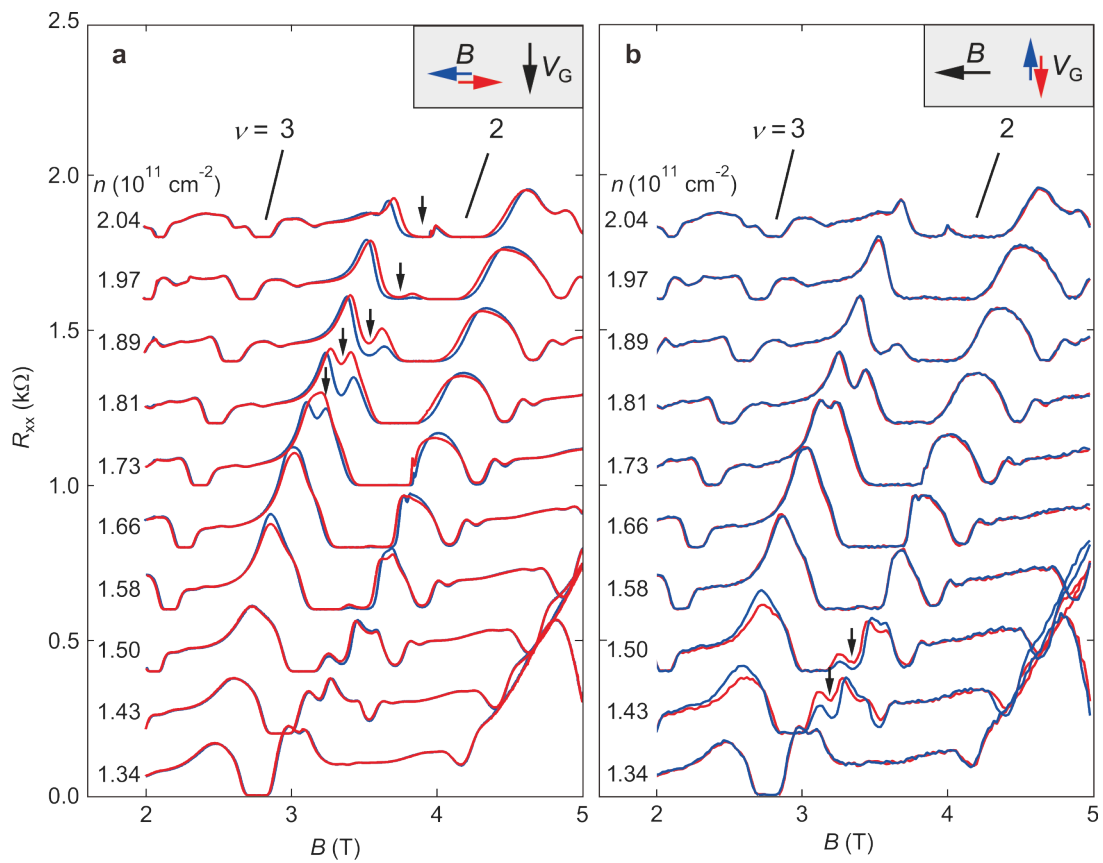 2.5
a
B
V_G
b
B
V_G
ν = 3
2
ν = 3
2
2.0
n (10^11 cm^-2)
n (10^11 cm^-2)
2.04
2.04
1.97
1.97
1.5
1.89
1.89
1.81
1.81
R_xx (kΩ)
1.73
1.73
1.0
1.66
1.66
1.58
1.58
0.5
1.50
1.50
1.43
1.43
1.34
1.34
0.0
2
3
4
5
2
3
4
5
B (T)
B (T)